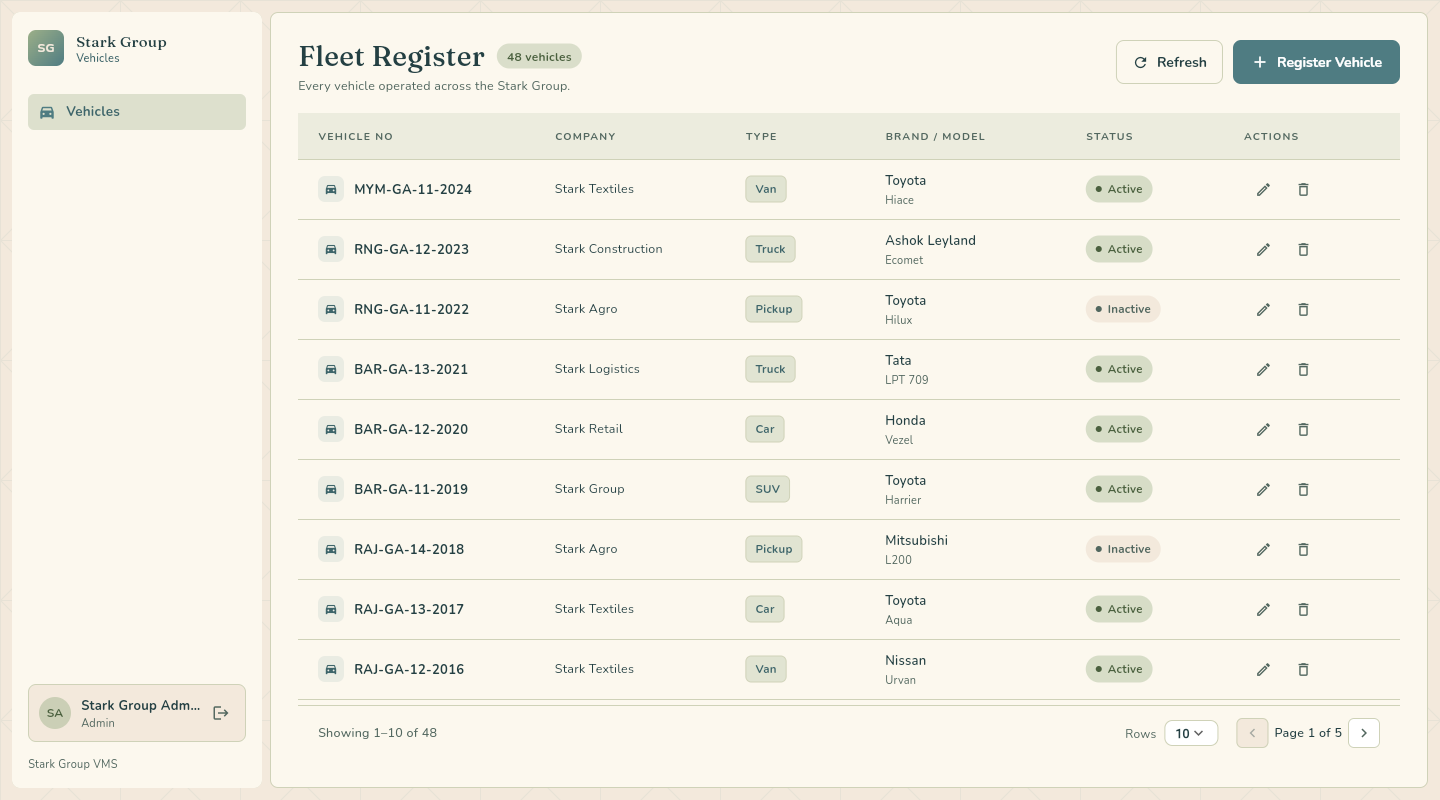 SG
Stark Group
Vehicles
Vehicles
SA
Stark Group Adm...
Admin
Stark Group VMS
Fleet Register
48 vehicles
Every vehicle operated across the Stark Group.
Refresh
Register Vehicle
VEHICLE NO COMPANY TYPE BRAND / MODEL STATUS ACTIONS
MYM-GA-11-2024 Stark Textiles Van Toyota Active
Hiace
RNG-GA-12-2023 Stark Construction Truck Ashok Leyland Active
Ecomet
RNG-GA-11-2022 Stark Agro Pickup Toyota Inactive
Hilux
BAR-GA-13-2021 Stark Logistics Truck Tata Active
LPT 709
BAR-GA-12-2020 Stark Retail Car Honda Active
Vezel
BAR-GA-11-2019 Stark Group SUV Toyota Active
Harrier
RAJ-GA-14-2018 Stark Agro Pickup Mitsubishi Inactive
L200
RAJ-GA-13-2017 Stark Textiles Car Toyota Active
Aqua
RAJ-GA-12-2016 Stark Textiles Van Nissan Active
Urvan
Showing 1–10 of 48
Rows 10 Page 1 of 5